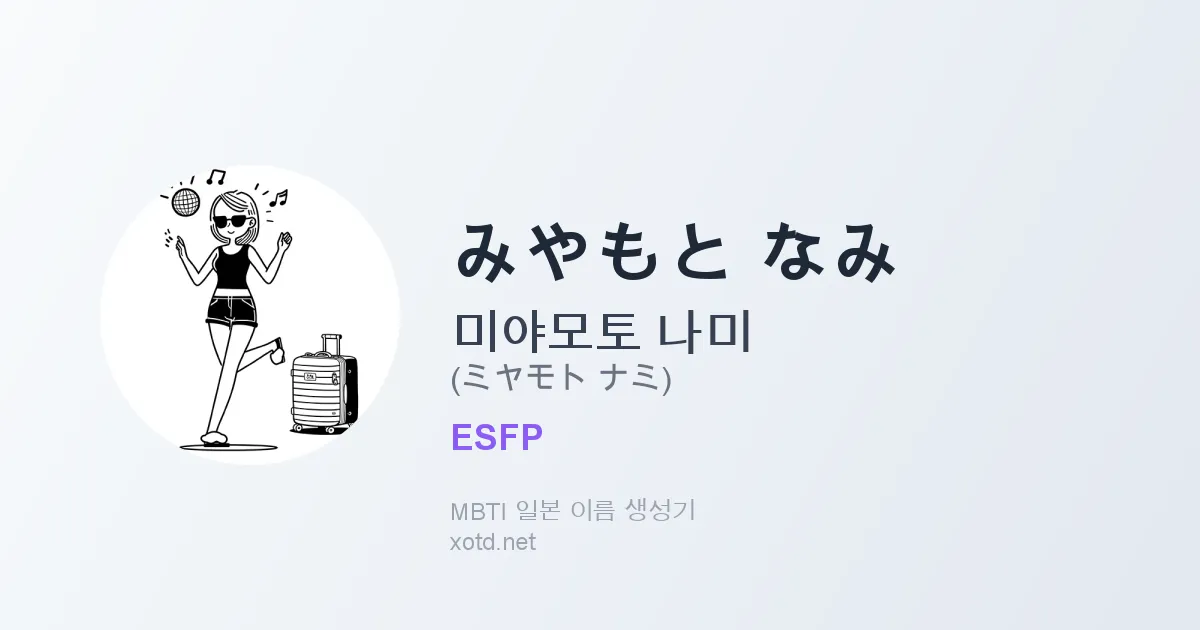 みやもと なみ
미야모토 나미
(ミヤモト ナミ)
ESFP
MBTI 일본 이름 생성기
xotd.net